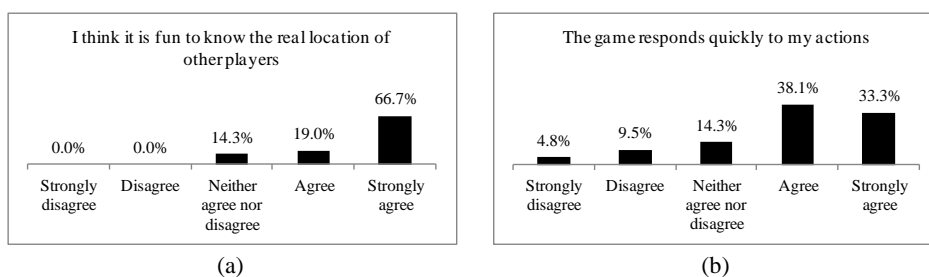 I think it is fun to know the real location of
other players
66.7%
14.3%
19.0%
0.0%
0.0%
Strongly disagree
Disagree
Neither agree nor disagree
Agree
Strongly agree
(a)
The game responds quickly to my actions
38.1%
33.3%
14.3%
9.5%
4.8%
Strongly disagree
Disagree
Neither agree nor disagree
Agree
Strongly agree
(b)